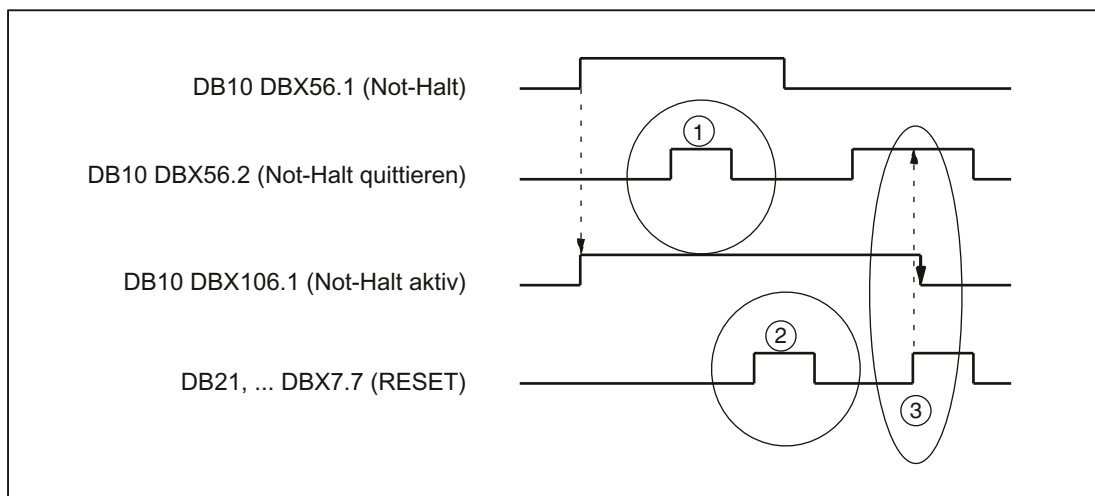 DB10 DBX56.1 (Not-Halt)
1
DB10 DBX56.2 (Not-Halt quittieren)
DB10 DBX106.1 (Not-Halt aktiv)
2
DB21, ... DBX7.7 (RESET)
3